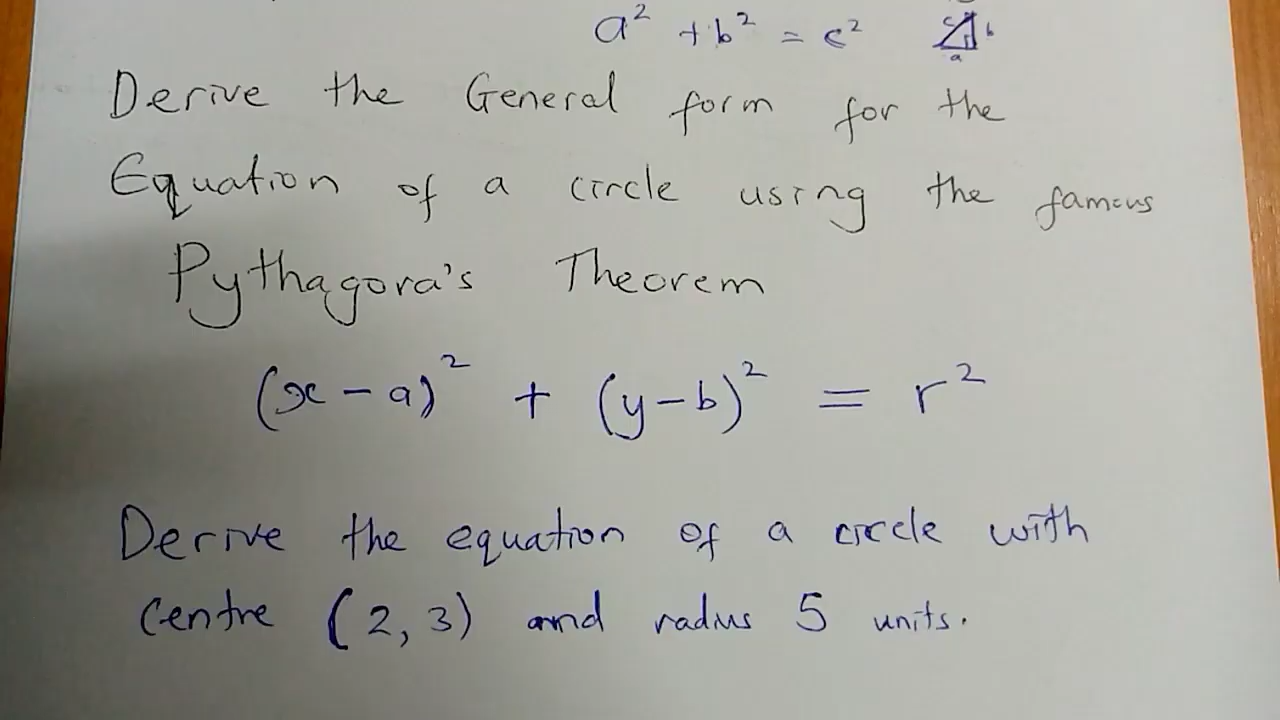 a² + b² = c² c b
a
Derive the General form for the
Equation of a circle using the famous
Pythagora's Theorem
(x - a)² + (y - b)² = r²
Derive the equation of a circle with
Centre (2, 3) and radius 5 units.